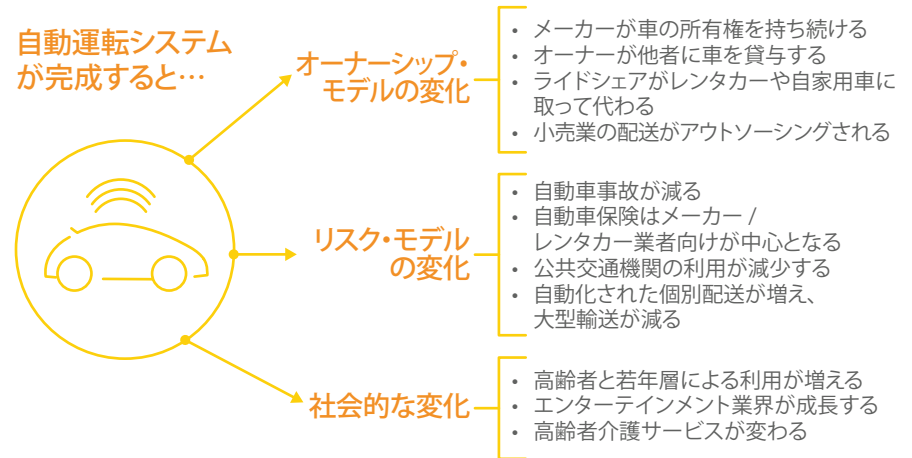 自動運転システム
が完成すると…
オーナーシップ・
モデルの変化
・ メーカーが車の所有権を持ち続ける
・ オーナーが他者に車を貸与する
・ ライドシェアがレンタカーや自家用車に
取って代わる
・ 小売業の配送がアウトソーシングされる
リスク・モデル
の変化
・ 自動車事故が減る
・ 自動車保険はメーカー /
レンタカー業者向けが中心となる
・ 公共交通機関の利用が減少する
・ 自動化された個別配送が増え、
大型輸送が減る
社会的な変化
・ 高齢者と若年層による利用が増える
・ エンターテインメント業界が成長する
・ 高齢者介護サービスが変わる